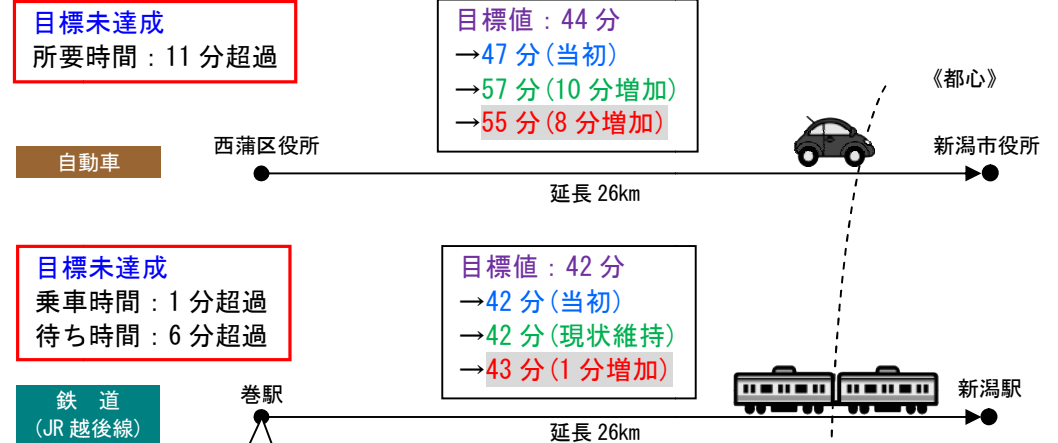 目標未達成
所要時間：11分超過
目標値：44分
→47分(当初)
→57分(10分増加)
→55分(8分増加)
《都心》
自動車
西蒲区役所
新潟市役所
延長26km
目標未達成
乗車時間：1分超過
待ち時間：6分超過
目標値：42分
→42分(当初)
→42分(現状維持)
→43分(1分増加)
鉄　道
(JR越後線)
巻駅
新潟駅
延長26km